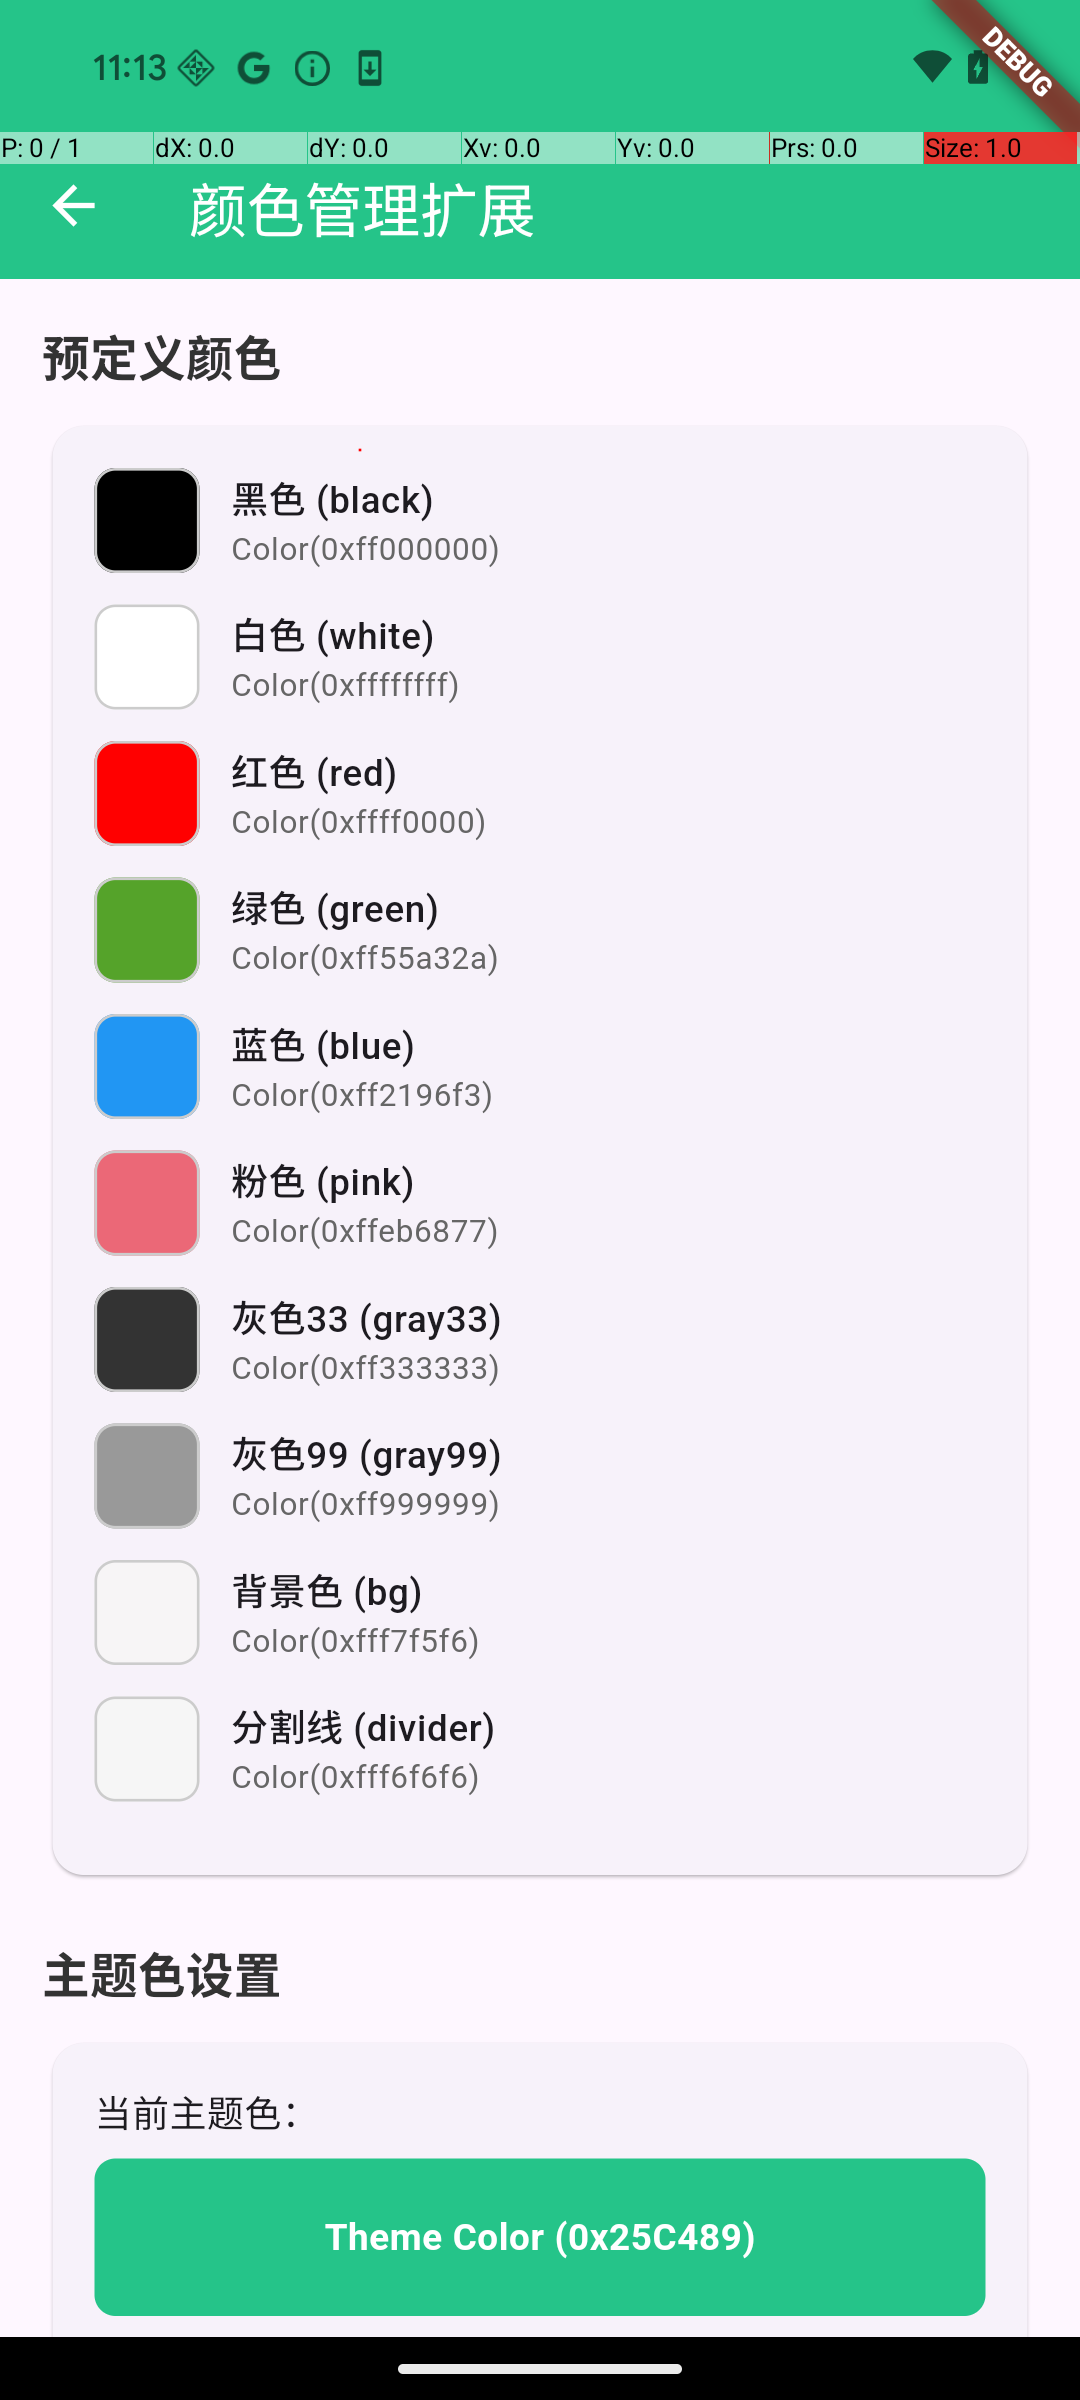 11:13
DEBUG
P: 0 / 1 dX: 0.0 dY: 0.0 Xv: 0.0 Yv: 0.0 Prs: 0.0 Size: 1.0
颜色管理扩展
预定义颜色
黑色 (black)
Color(0xff000000)
白色 (white)
Color(0xffffffff)
红色 (red)
Color(0xffff0000)
绿色 (green)
Color(0xff55a32a)
蓝色 (blue)
Color(0xff2196f3)
粉色 (pink)
Color(0xffeb6877)
灰色33 (gray33)
Color(0xff333333)
灰色99 (gray99)
Color(0xff999999)
背景色 (bg)
Color(0xfff7f5f6)
分割线 (divider)
Color(0xfff6f6f6)
主题色设置
当前主题色：
Theme Color (0x25C489)